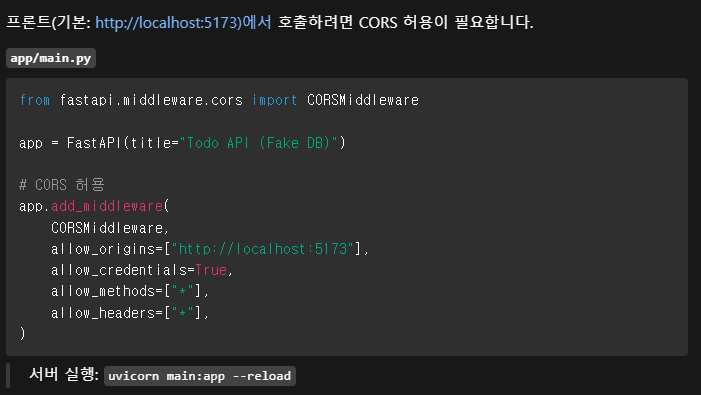 프론트(기본: http://localhost:5173)에서 호출하려면 CORS 허용이 필요합니다.
app/main.py
from fastapi.middleware.cors import CORSMiddleware
app = FastAPI(title="Todo API (Fake DB)")
# CORS 허용
app.add_middleware(
    CORSMiddleware,
    allow_origins=["http://localhost:5173"],
    allow_credentials=True,
    allow_methods=["*"],
    allow_headers=["*"],
)
서버 실행: uvicorn main:app --reload